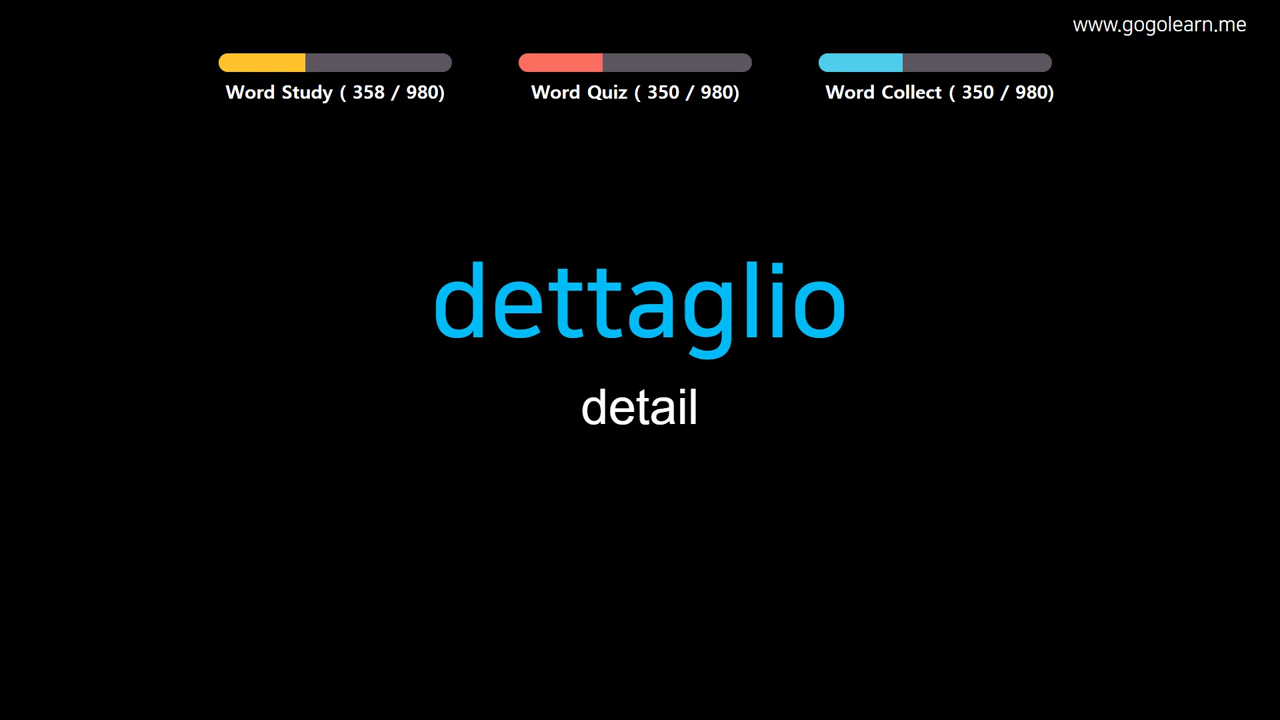 www.gogolearn.me
Word Study ( 358 / 980)
Word Quiz ( 350 / 980)
Word Collect ( 350 / 980)
dettaglio
detail